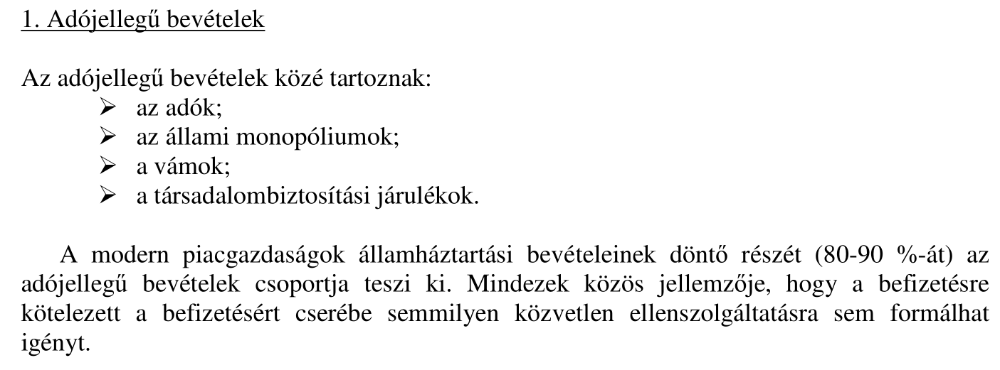 1. Adójellegű bevételek
Az adójellegű bevételek közé tartoznak:
➢ az adók;
➢ az állami monopóliumok;
➢ a vámok;
➢ a társadalombiztosítási járulékok.
A modern piacgazdaságok államháztartási bevételeinek döntő részét (80-90 %-át) az
adójellegű bevételek csoportja teszi ki. Mindezek közös jellemzője, hogy a befizetésre
kötelezett a befizetésért cserébe semmilyen közvetlen ellenszolgáltatásra sem formálhat
igényt.